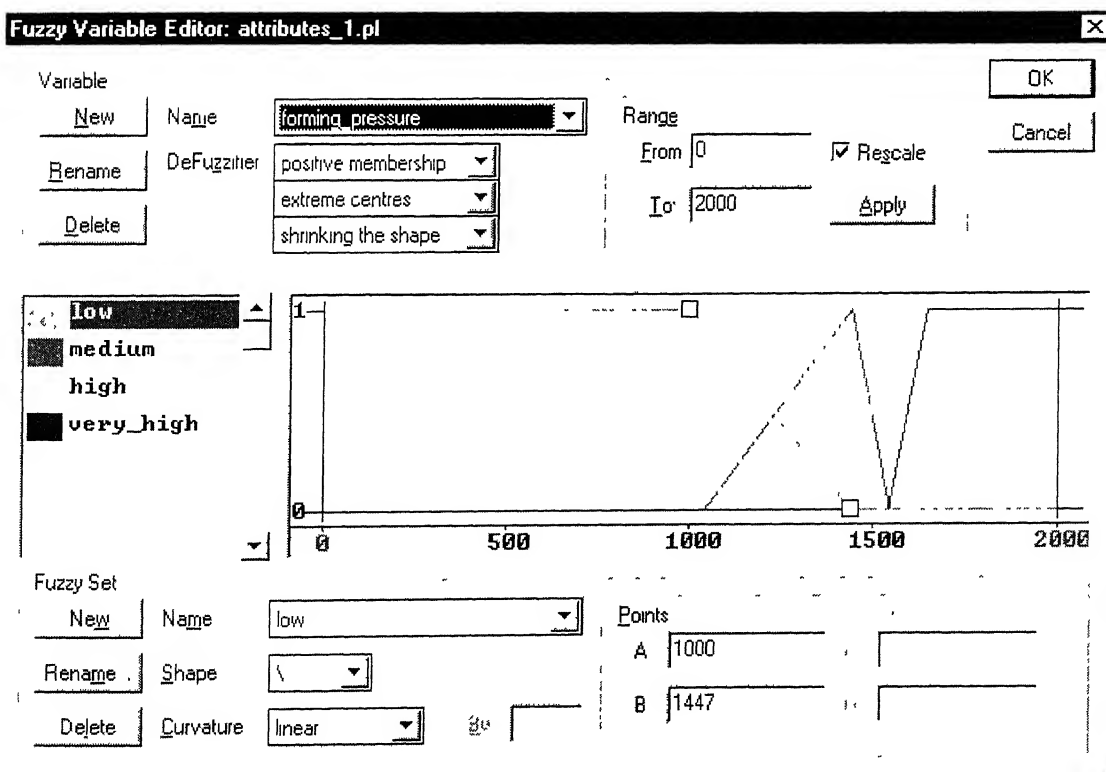 Fuzzy Variable Editor: attributes_1.pl
Variable
New
Name
forming_pressure
Rename
DeFuzzifier
positive membership
extreme centres
shrinking the shape
Delete
Range
From
0
To
2000
Rescale
Apply
OK
Cancel
low
medium
high
very_high
1
0
0
500
1000
1500
2000
Fuzzy Set
New
Name
low
Rename
Shape
\
Delete
Curvature
linear
By
Points
A
1000
B
1447